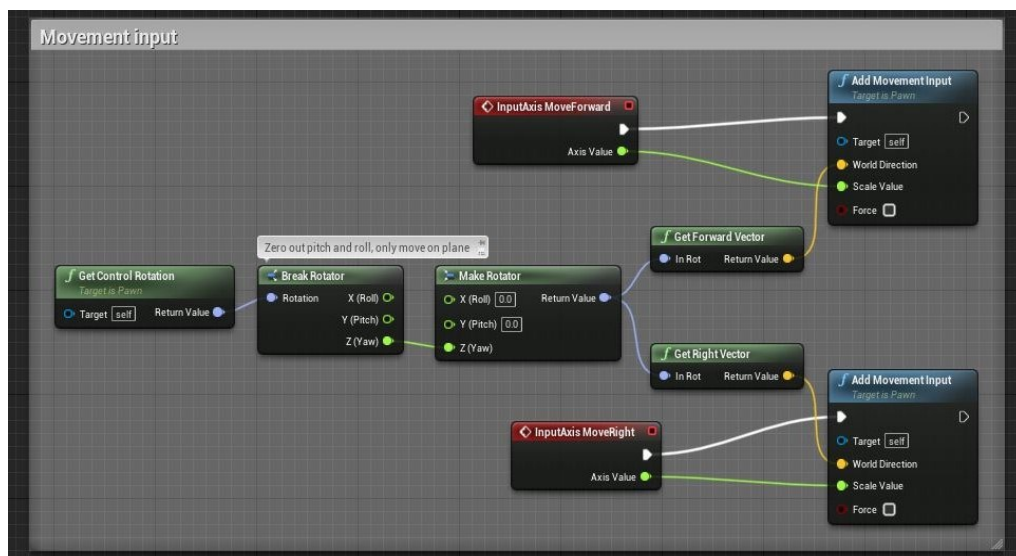 Movement input
Add Movement Input
Target is Pawn
Target self
World Direction
Scale Value
Force
InputAxis MoveForward
Axis Value
Zero out pitch and roll, only move on plane
Get Forward Vector
In Rot Return Value
Get Control Rotation
Target is Pawn
Target self Return Value
Break Rotator
Rotation X (Roll)
Y (Pitch)
Z (Yaw)
Make Rotator
X (Roll) 0.0 Return Value
Y (Pitch) 0.0
Z (Yaw)
Get Right Vector
In Rot Return Value
Add Movement Input
Target is Pawn
Target self
World Direction
Scale Value
Force
InputAxis MoveRight
Axis Value